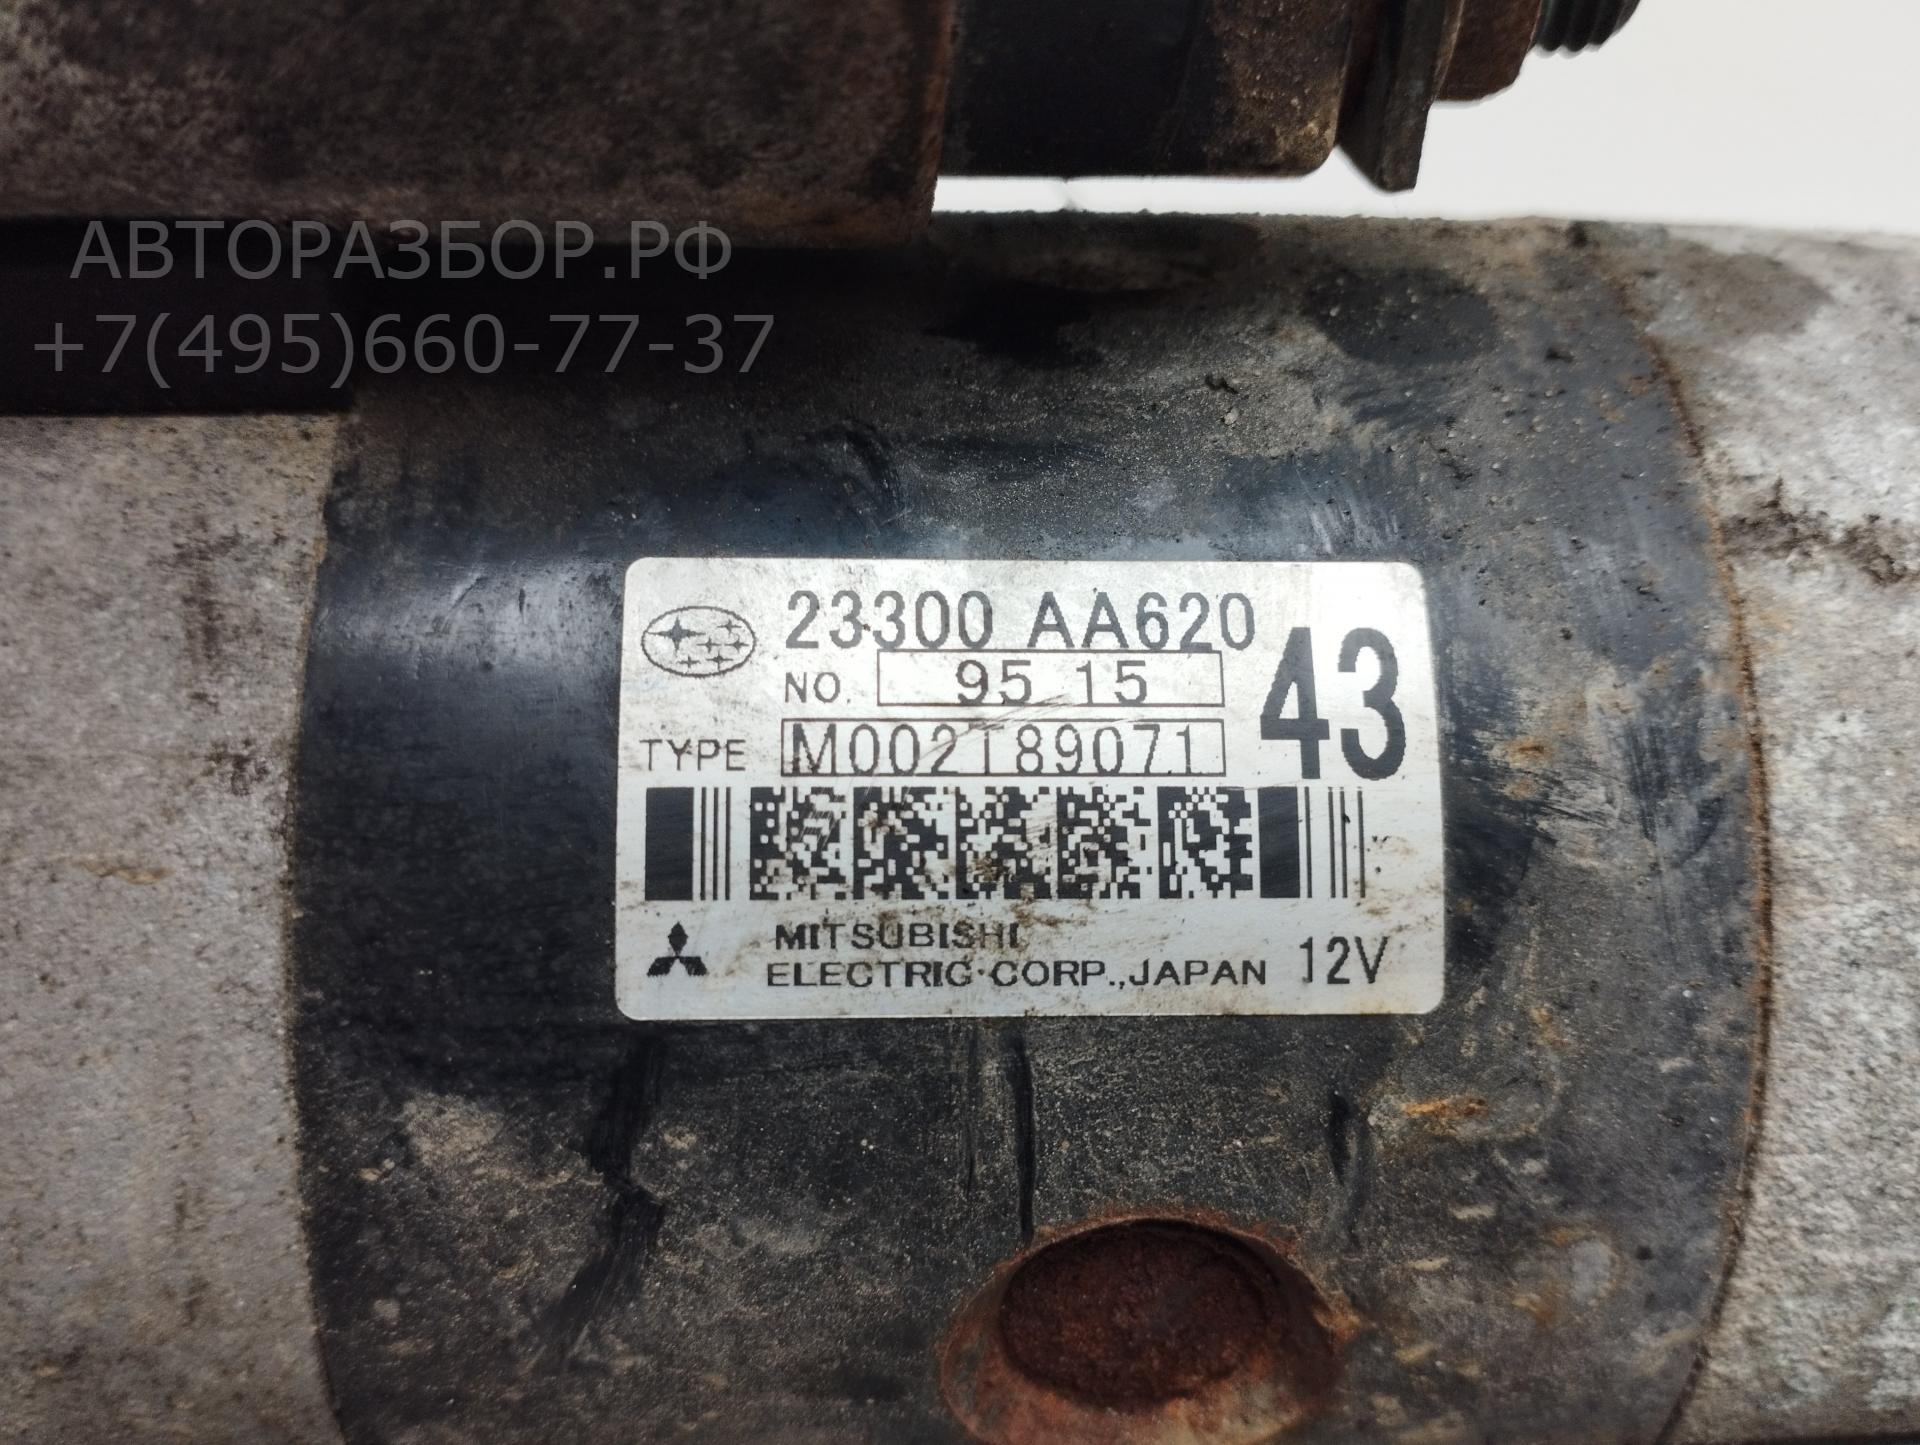 АВТОРАЗБОР.РФ
+7(495)660-77-37
23300 AA620
NO. 95 15
43
TYPE M002T89071
MITSUBISHI
ELECTRIC CORP.,JAPAN 12V